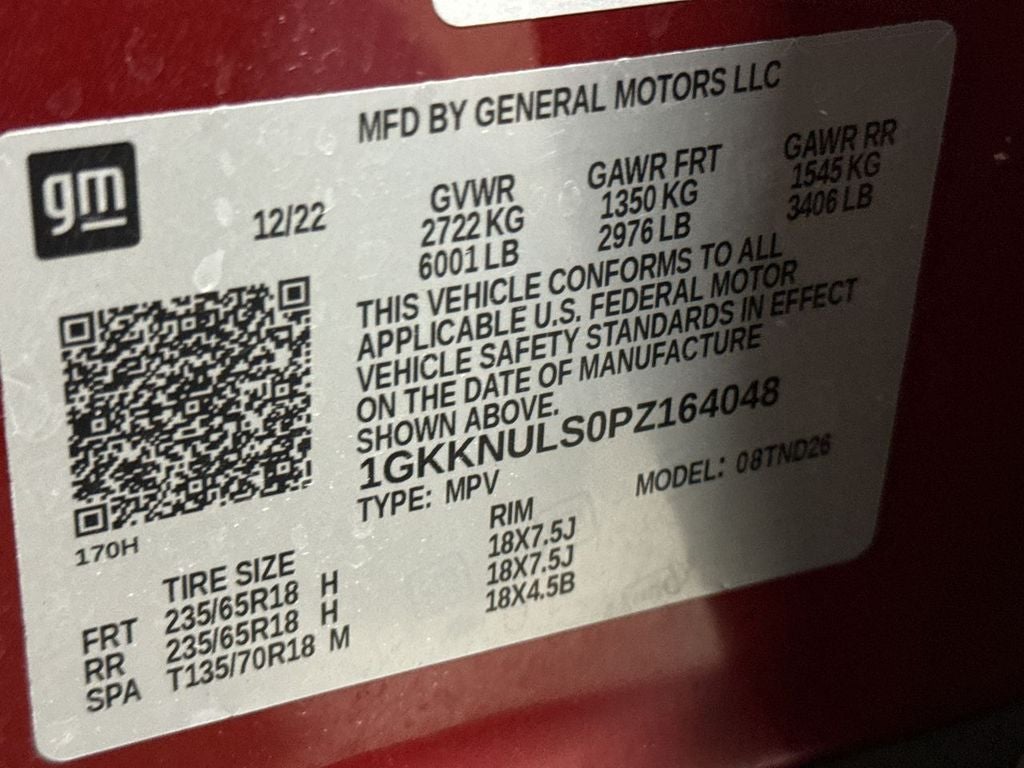 MFD BY GENERAL MOTORS LLC
gm
12/22
GVWR GAWR FRT GAWR RR
2722 KG 1350 KG 1545 KG
6001 LB 2976 LB 3406 LB
THIS VEHICLE CONFORMS TO ALL
APPLICABLE U.S. FEDERAL MOTOR
VEHICLE SAFETY STANDARDS IN EFFECT
ON THE DATE OF MANUFACTURE
SHOWN ABOVE.
1GKKNULS0PZ164048
TYPE: MPV MODEL: 08TND26
170H
TIRE SIZE RIM
FRT 235/65R18 H 18X7.5J
RR 235/65R18 H 18X7.5J
SPA T135/70R18 M 18X4.5B